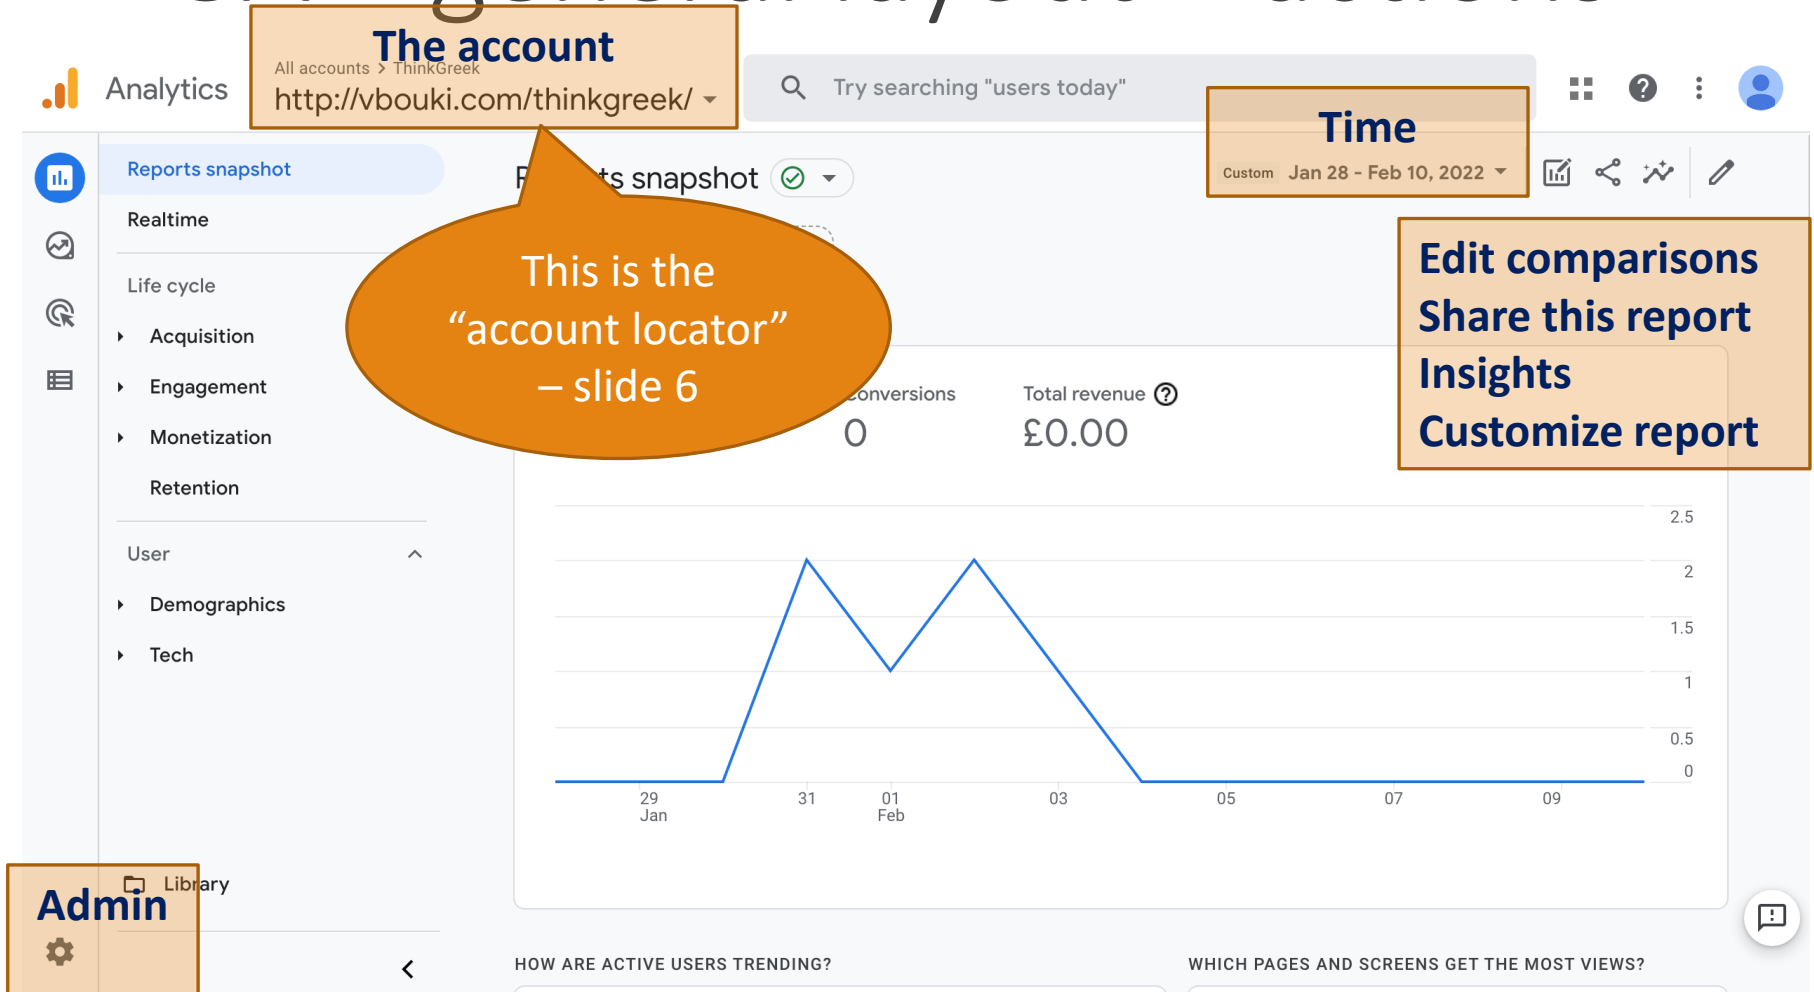 general layout
The account
All accounts > ThinkGreek
Analytics
http://vbouki.com/thinkgreek/
Try searching "users today"
Time
Custom Jan 28 - Feb 10, 2022
Reports snapshot
Realtime
Life cycle
Acquisition
Engagement
Monetization
Retention
User
Demographics
Tech
Library
Admin
snapshot
This is the
“account locator”
– slide 6
Edit comparisons
Share this report
Insights
Customize report
Conversions
0
Total revenue
£0.00
2.5
2
1.5
1
0.5
0
29
Jan
31
01
Feb
03
05
07
09
HOW ARE ACTIVE USERS TRENDING?
WHICH PAGES AND SCREENS GET THE MOST VIEWS?